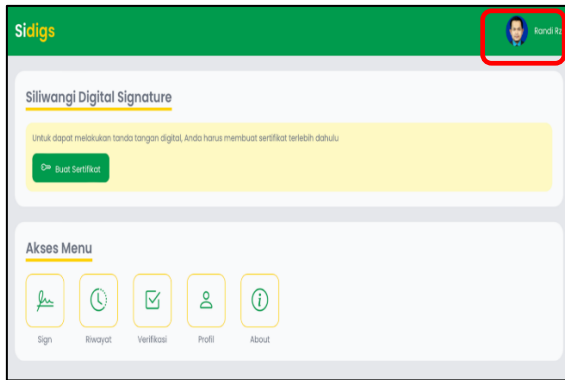 Sidigs
Randi Rz
Siliwangi Digital Signature
Untuk dapat melakukan tanda tangan digital, Anda harus membuat sertifikat terlebih dahulu
Buat Sertifikat
Akses Menu
Sign
Riwayat
Verifikasi
Profil
About